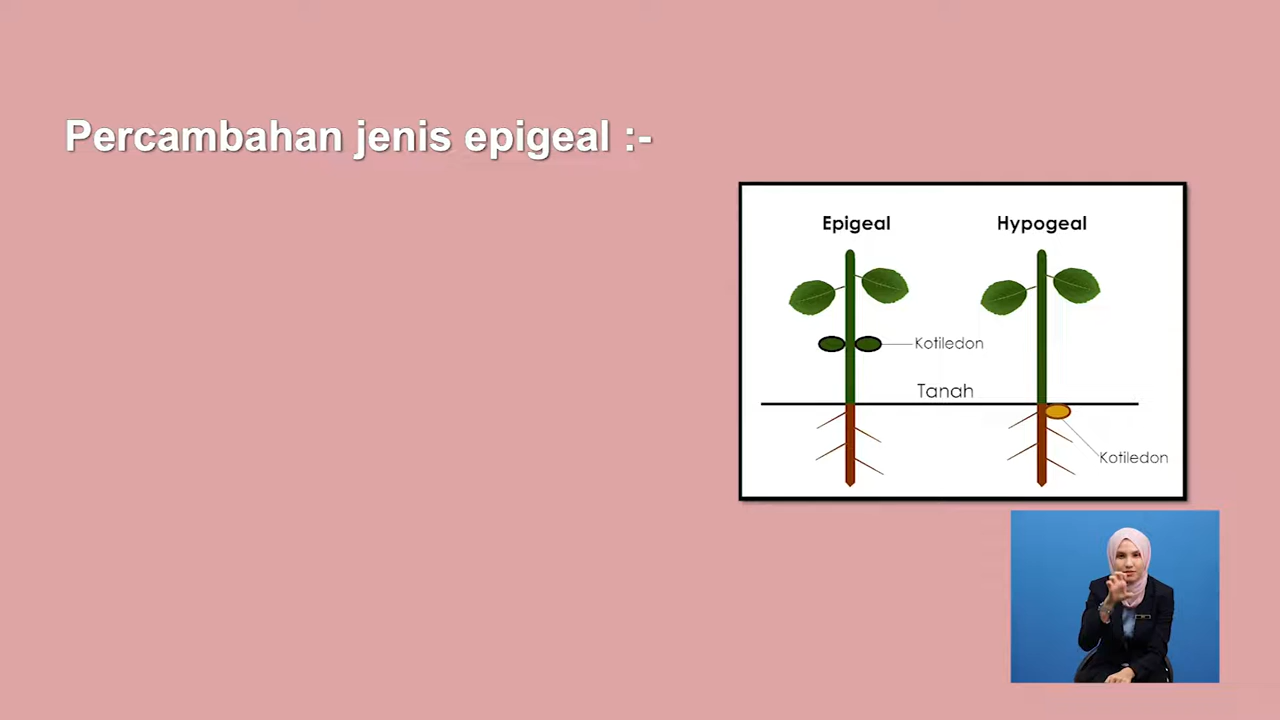 Percambahan jenis epigeal :-
Epigeal
Hypogeal
Kotiledon
Tanah
Kotiledon